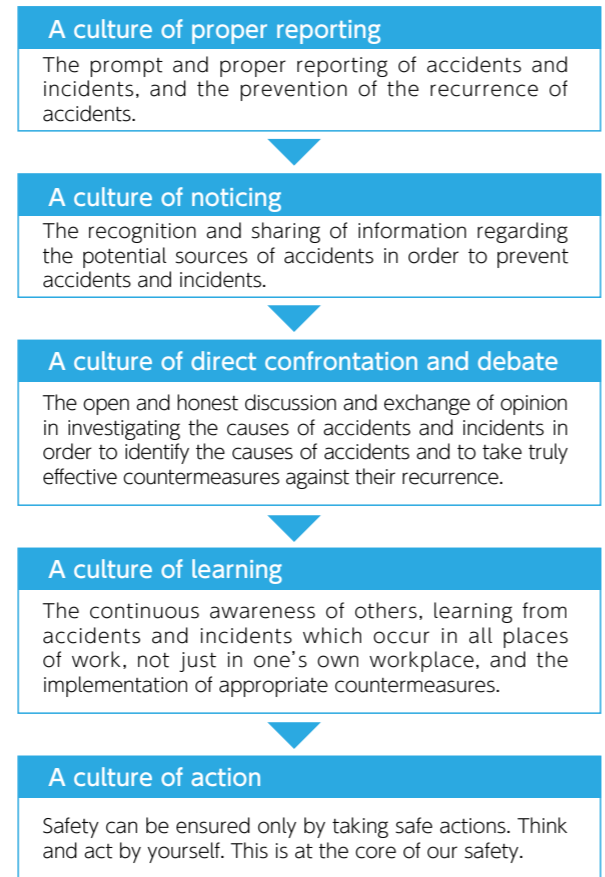 A culture of proper reporting
The prompt and proper reporting of accidents and
incidents, and the prevention of the recurrence of
accidents.
A culture of noticing
The recognition and sharing of information regarding
the potential sources of accidents in order to prevent
accidents and incidents.
A culture of direct confrontation and debate
The open and honest discussion and exchange of opinion
in investigating the causes of accidents and incidents in
order to identify the causes of accidents and to take truly
effective countermeasures against their recurrence.
A culture of learning
The continuous awareness of others, learning from
accidents and incidents which occur in all places
of work, not just in one's own workplace, and the
implementation of appropriate countermeasures.
A culture of action
Safety can be ensured only by taking safe actions. Think
and act by yourself. This is at the core of our safety.